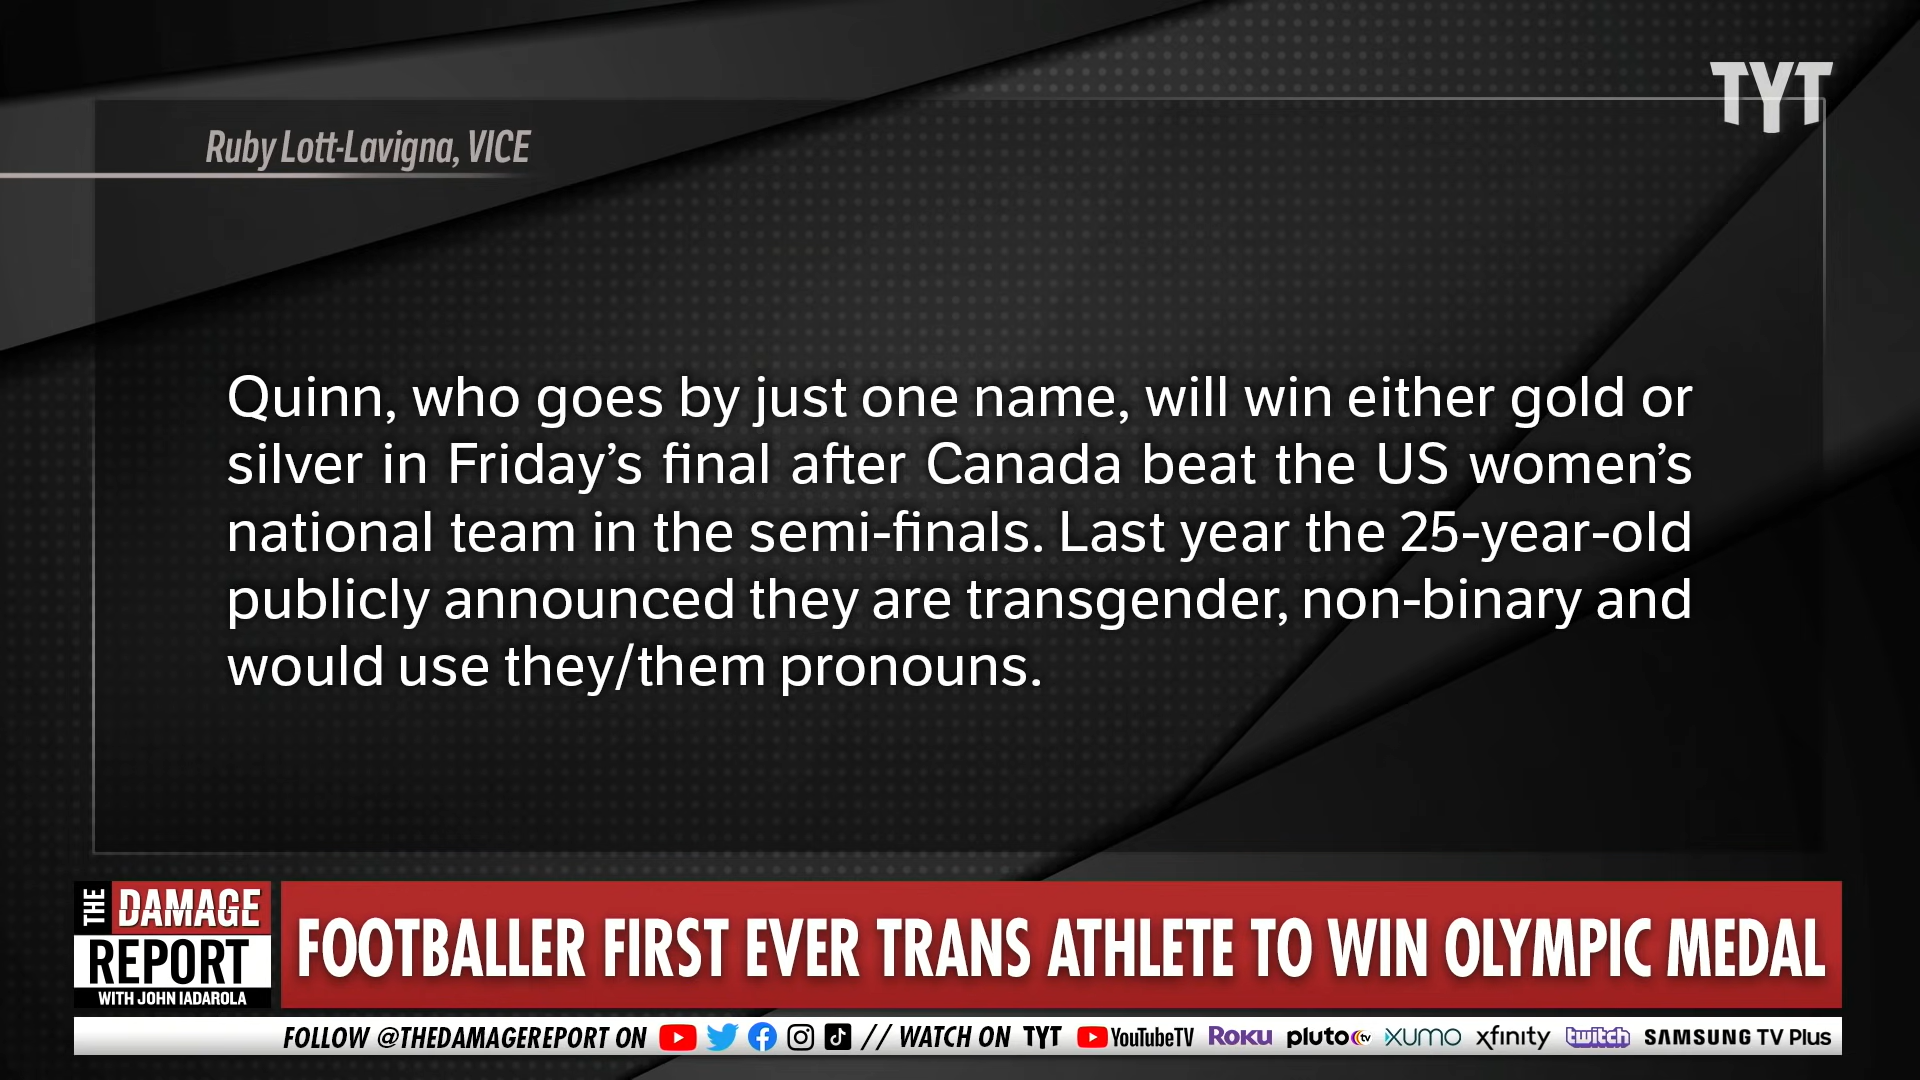 TYT
Ruby Lott-Lavigna, VICE
Quinn, who goes by just one name, will win either gold or
silver in Friday’s final after Canada beat the US women’s
national team in the semi-finals. Last year the 25-year-old
publicly announced they are transgender, non-binary and
would use they/them pronouns.
THE DAMAGE
REPORT
WITH JOHN IADAROLA
FOOTBALLER FIRST EVER TRANS ATHLETE TO WIN OLYMPIC MEDAL
FOLLOW @THEDAMAGEREPORT ON // WATCH ON TYT YouTubeTV ROKU pluto tv XUMO xfinity twitch SAMSUNG TV Plus